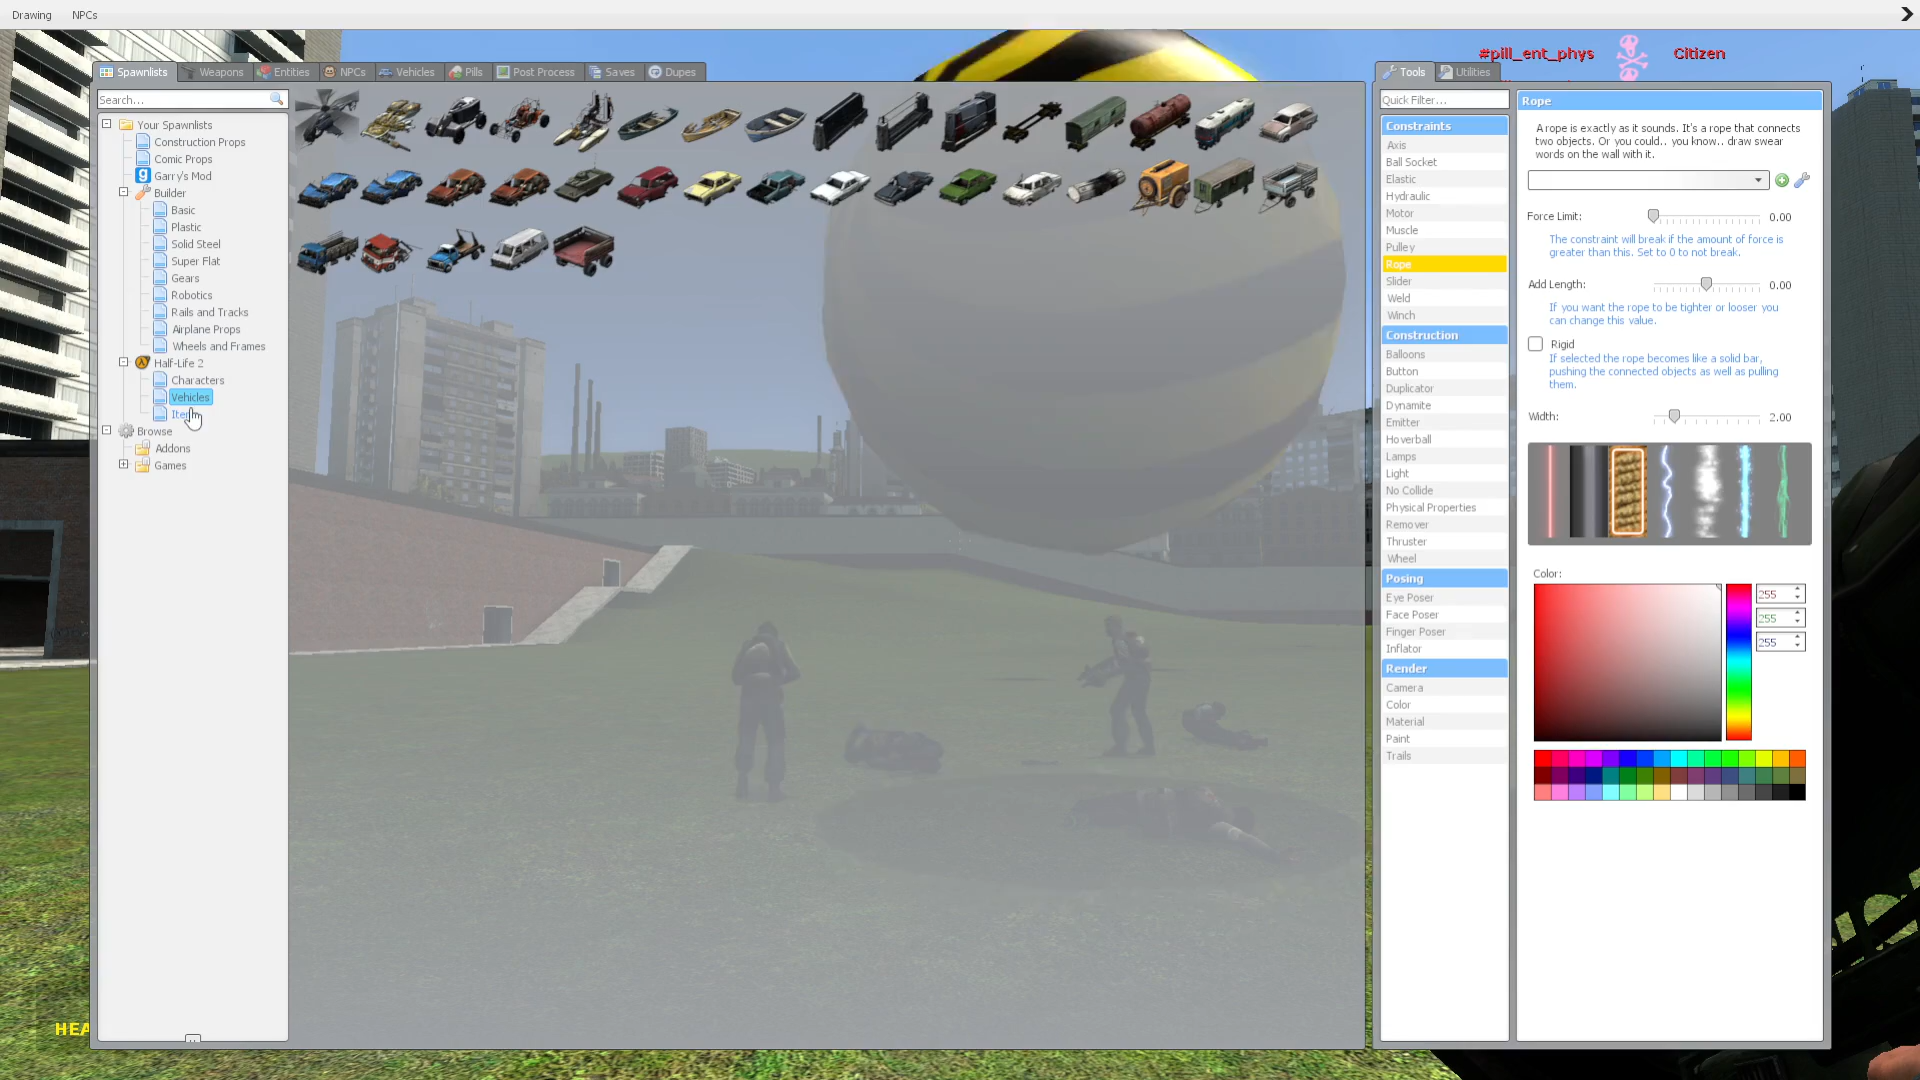 Drawing NPCs
#pill_ent_phys Citizen
Spawnlists Weapons Entities NPCs Vehicles Pills Post Process Saves Dupes
Search...
Your Spawnlists
Construction Props
Comic Props
Garry's Mod
Builder
Basic
Plastic
Solid Steel
Super Flat
Gears
Robotics
Rails and Tracks
Airplane Props
Wheels and Frames
Half-Life 2
Characters
Vehicles
Browse
Addons
Games
Tools Utilities
Quick Filter...
Constraints
Axis
Ball Socket
Elastic
Hydraulic
Motor
Muscle
Pulley
Rope
Slider
Weld
Winch
Construction
Balloons
Button
Duplicator
Dynamite
Emitter
Hoverball
Lamps
Light
No Collide
Physical Properties
Remover
Thruster
Wheel
Posing
Eye Poser
Face Poser
Finger Poser
Inflator
Render
Camera
Color
Material
Paint
Trails
Rope
A rope is exactly as it sounds. It's a rope that connects
two objects. Or you could.. you know.. draw swear
words on the wall with it.
Force Limit: 0.00
The constraint will break if the amount of force is
greater than this. Set to 0 to not break.
Add Length: 0.00
If you want the rope to be tighter or looser you
can change this value.
Rigid
If selected the rope becomes like a solid bar,
pushing the connected objects as well as pulling
them.
Width: 2.00
Color:
255
255
255
HEA